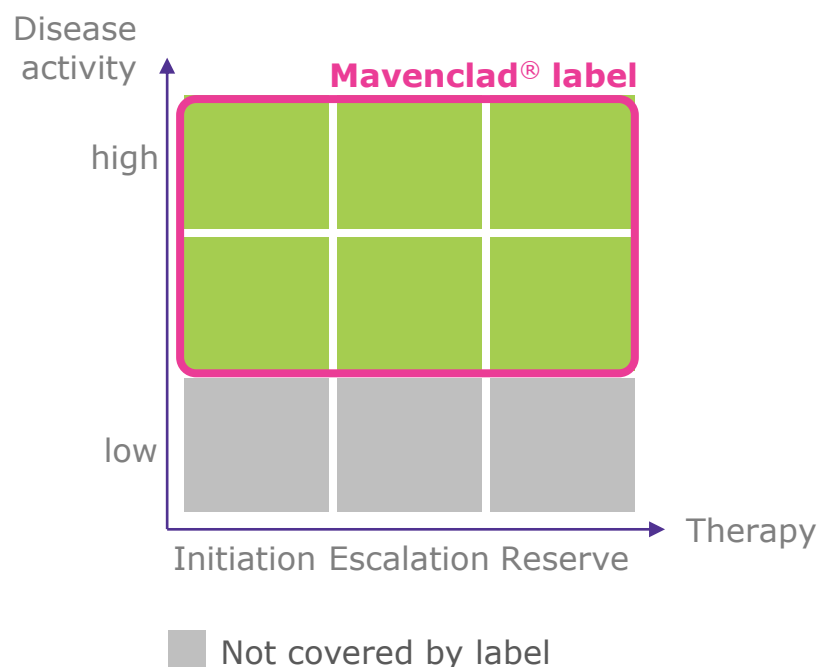 Disease
activity
Mavenclad® label
high
low
Therapy
Initiation Escalation Reserve
Not covered by label